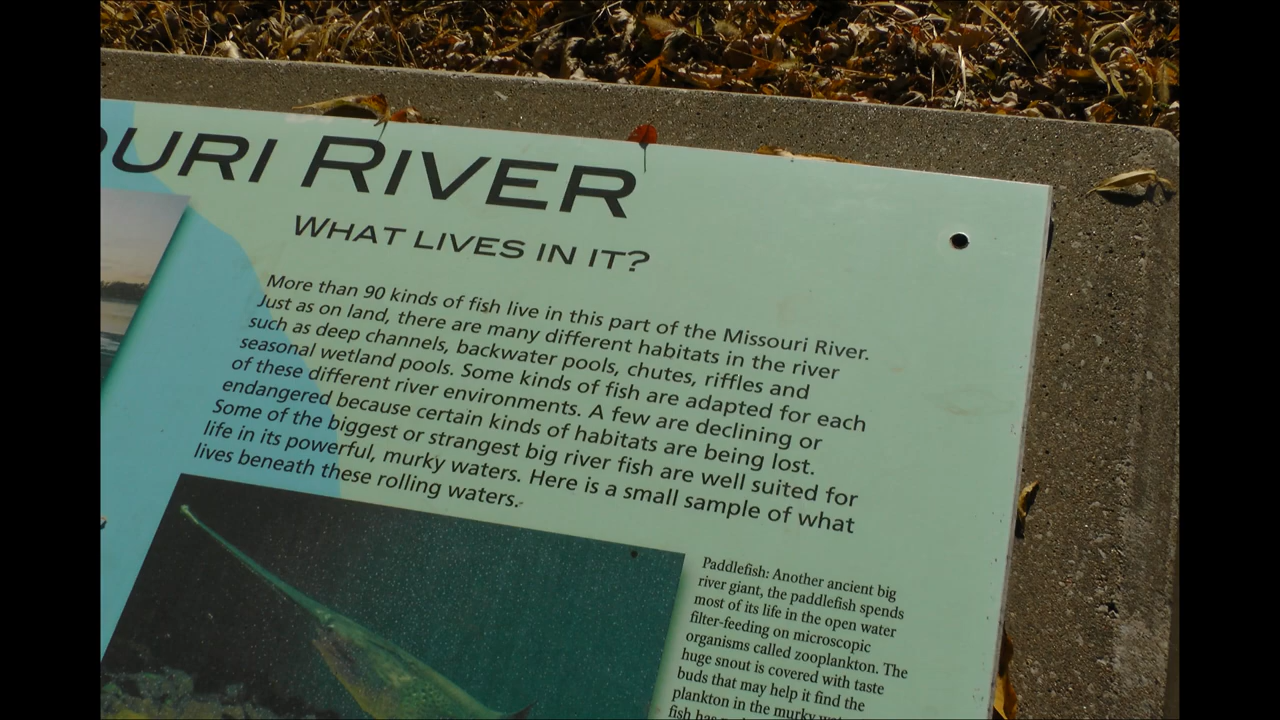 OURI RIVER
WHAT LIVES IN IT?
More than 90 kinds of fish live in this part of the Missouri River.
Just as on land, there are many different habitats in the river
such as deep channels, backwater pools, chutes, riffles and
seasonal wetland pools. Some kinds of fish are adapted for each
of these different river environments. A few are declining or
endangered because certain kinds of habitats are being lost.
Some of the biggest or strangest big river fish are well suited for
life in its powerful, murky waters. Here is a small sample of what
lives beneath these rolling waters.
Paddlefish: Another ancient big
river giant, the paddlefish spends
most of its life in the open water
filter-feeding on microscopic
organisms called zooplankton. The
huge snout is covered with taste
buds that may help it find the
plankton in the murky
fish has